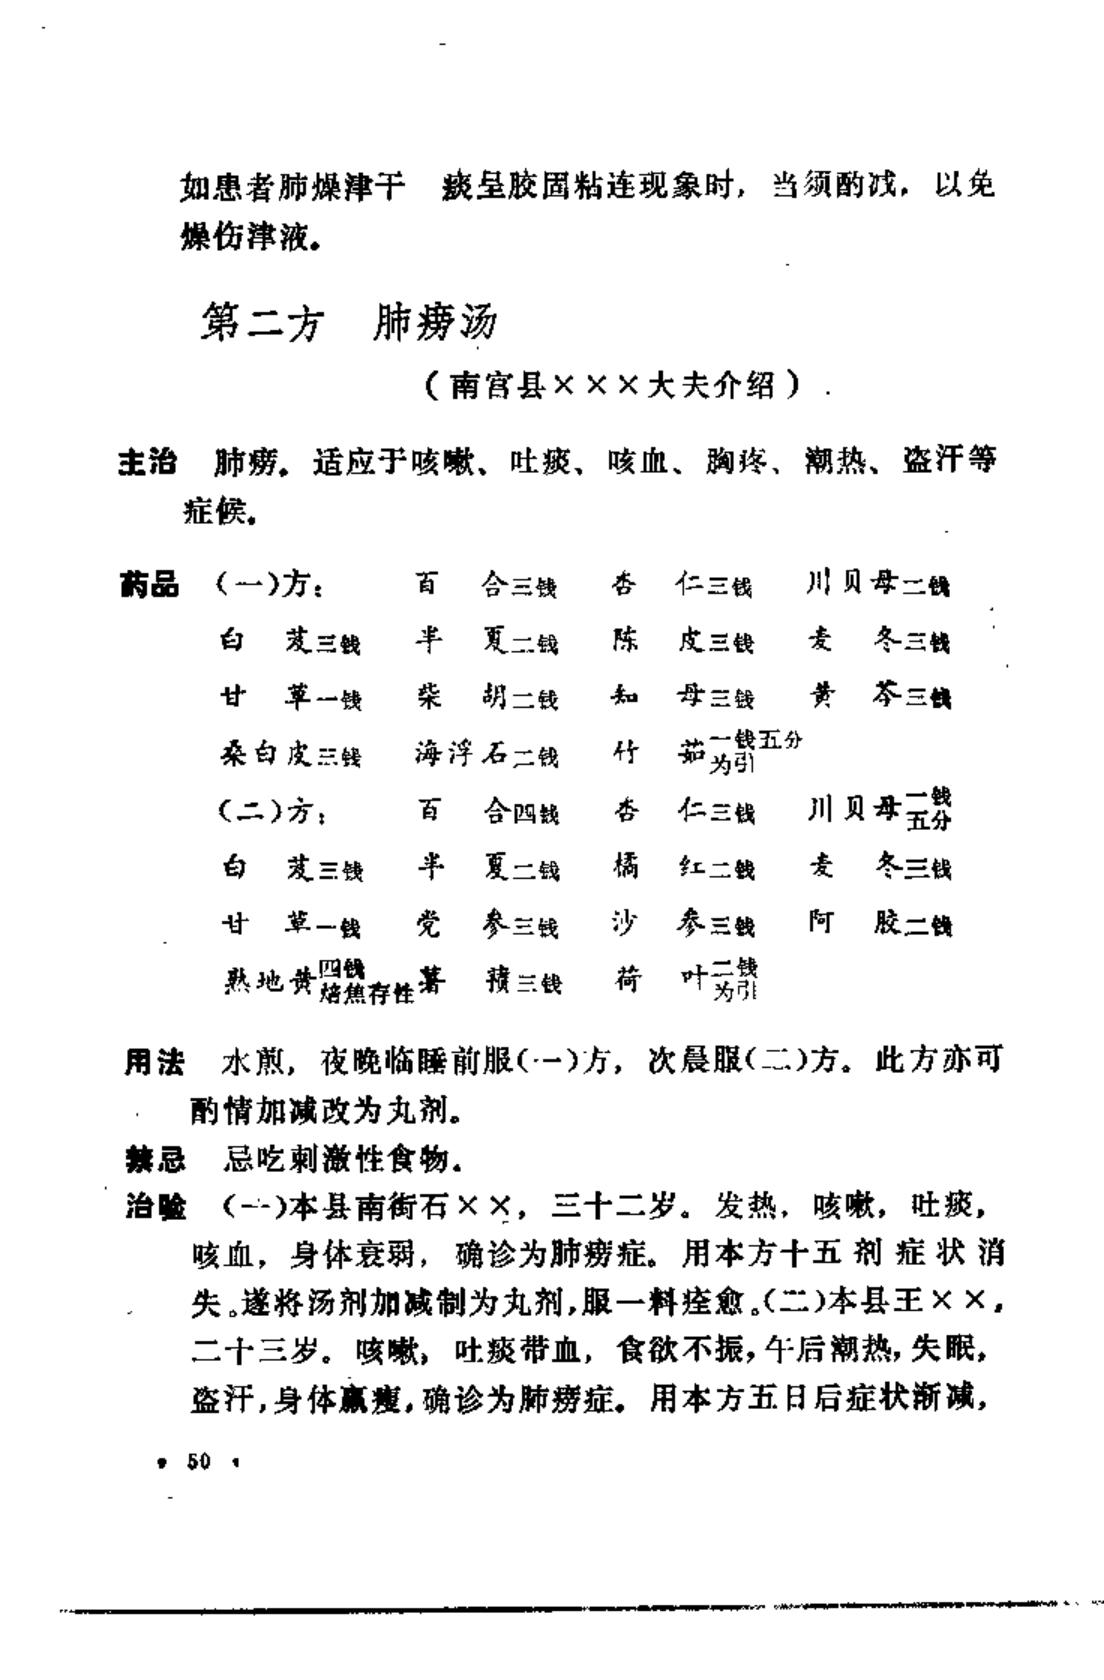 如患者肺燥津干　痰呈胶固粘连现象时，当须酌减，以免
燥伤津液。
第二方　肺痨汤
（南宫县×××大夫介绍）
主治　肺痨。适应于咳嗽、吐痰、咳血、胸疼、潮热、盗汗等
症候。
药品　（一）方：　百　合三钱　杏　仁三钱　川贝母二钱
白　芨三钱　半　夏二钱　陈　皮三钱　麦　冬三钱
甘　草一钱　柴　胡二钱　知　母三钱　黄　芩三钱
桑白皮三钱　海浮石二钱　竹　茹一钱五分为引
（二）方：　百　合四钱　杏　仁三钱　川贝母一钱五分
白　芨三钱　半　夏二钱　橘　红二钱　麦　冬三钱
甘　草一钱　党　参三钱　沙　参三钱　阿　胶二钱
熟地黄四钱焙焦存性　蓍　𧄸三钱　荷　叶二钱为引
用法　水煎，夜晚临睡前服（一）方，次晨服（二）方。此方亦可
酌情加减改为丸剂。
禁忌　忌吃刺激性食物。
治验　（一）本县南街石××，三十二岁。发热，咳嗽，吐痰，
咳血，身体衰弱，确诊为肺痨症。用本方十五剂症状消
失。遂将汤剂加减制为丸剂，服一料痊愈。（二）本县王××，
二十三岁。咳嗽，吐痰带血，食欲不振，午后潮热，失眠，
盗汗，身体羸瘦，确诊为肺痨症。用本方五日后症状渐减，
50